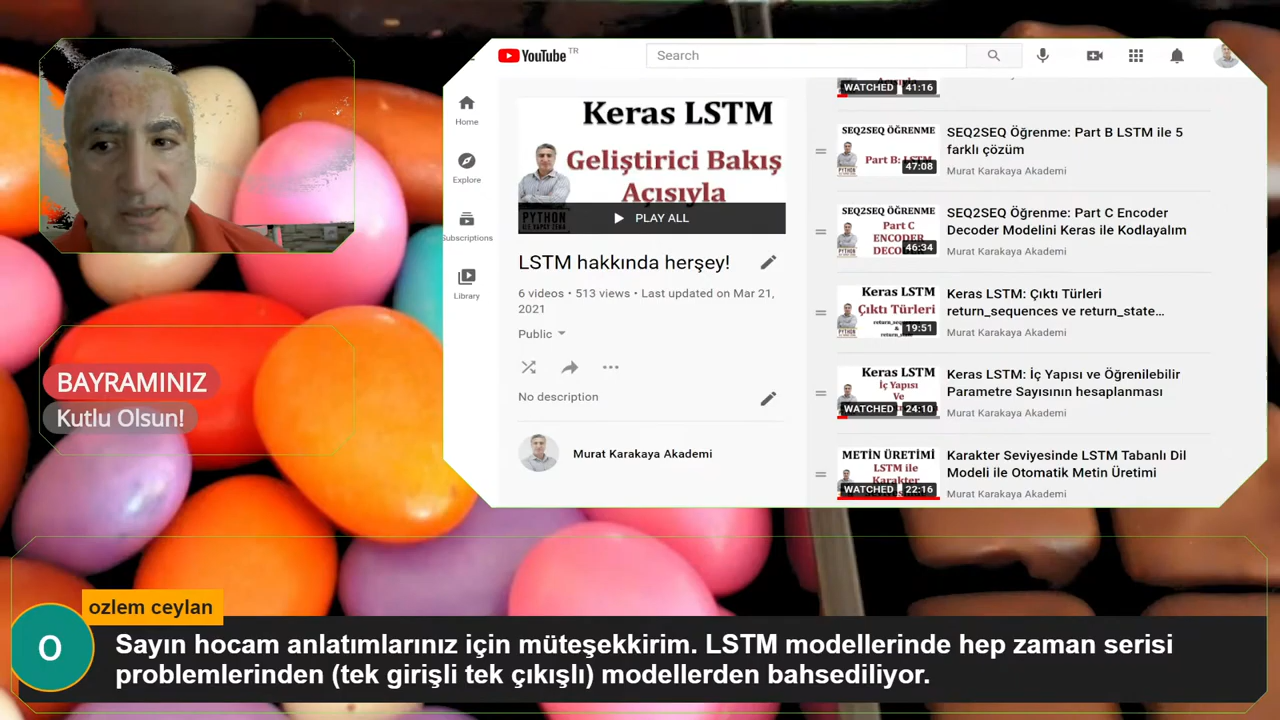 YouTube TR
Search
Home
Explore
Subscriptions
Library
Keras LSTM
Geliştirici Bakış
Açısıyla
PYTHON
PLAY ALL
LSTM hakkında herşey!
6 videos • 513 views • Last updated on Mar 21,
2021
Public
No description
Murat Karakaya Akademi
WATCHED 41:16
SEQ2SEQ ÖĞRENME
Part B: LSTM
47:08
SEQ2SEQ Öğrenme: Part B LSTM ile 5
farklı çözüm
Murat Karakaya Akademi
SEQ2SEQ ÖĞRENME
Part C
ENCODER
DECODER
46:34
SEQ2SEQ Öğrenme: Part C Encoder
Decoder Modelini Keras ile Kodlayalım
Murat Karakaya Akademi
Keras LSTM
Çıktı Türleri
19:51
Keras LSTM: Çıktı Türleri
return_sequences ve return_state...
Murat Karakaya Akademi
Keras LSTM
İç Yapısı
Ve
WATCHED 24:10
Keras LSTM: İç Yapısı ve Öğrenilebilir
Parametre Sayısının hesaplanması
Murat Karakaya Akademi
METİN ÜRETİMİ
LSTM ile
Karakter
WATCHED 22:16
Karakter Seviyesinde LSTM Tabanlı Dil
Modeli ile Otomatik Metin Üretimi
Murat Karakaya Akademi
BAYRAMINIZ
Kutlu Olsun!
ozlem ceylan
O
Sayın hocam anlatımlarınız için müteşekkirim. LSTM modellerinde hep zaman serisi
problemlerinden (tek girişli tek çıkışlı) modellerden bahsediliyor.